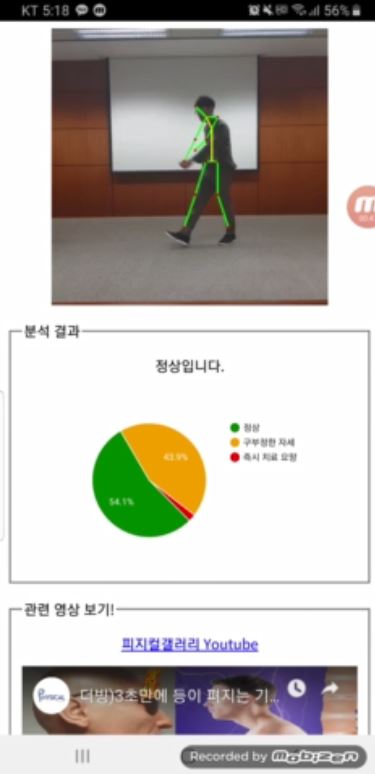 KT 5:18
56%
00:4
분석 결과
정상입니다.
정상
구부정한 자세
즉시 치료 요망
43.9%
54.1%
관련 영상 보기!
피지컬갤러리 Youtube
PHYSICAL
더빙)3초만에 등이 펴지는 기...
Recorded by MOBIZEN